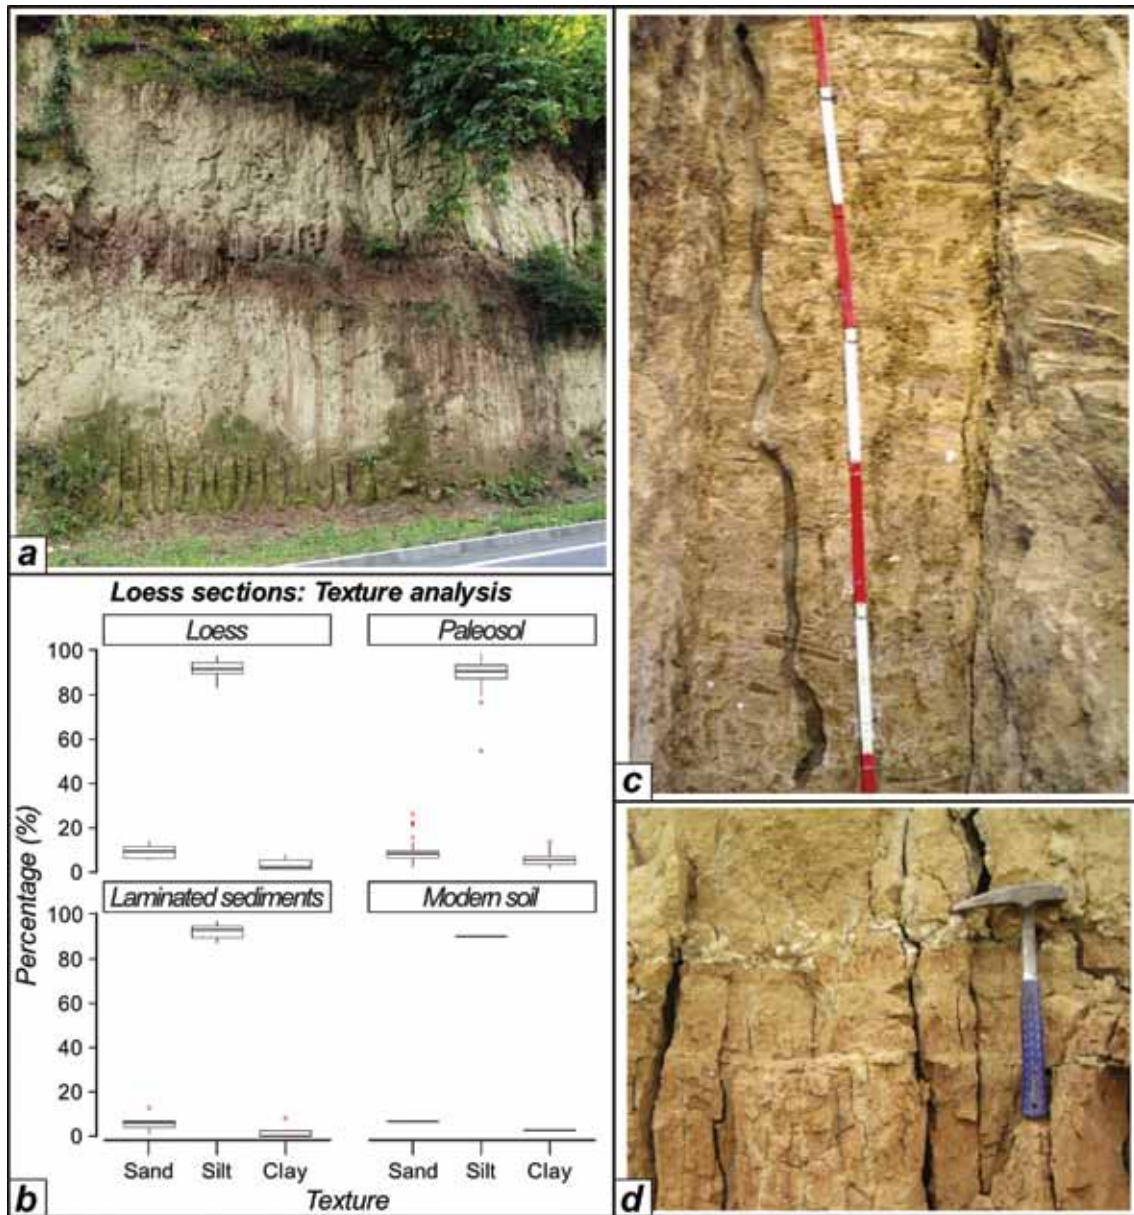 a
Loess sections: Texture analysis
Loess
Paleosol
100
80
60
40
20
0
Laminated sediments
Modern soil
100
80
60
40
20
0
Percentage (%)
Sand Silt Clay
Sand Silt Clay
Texture
b
c
d